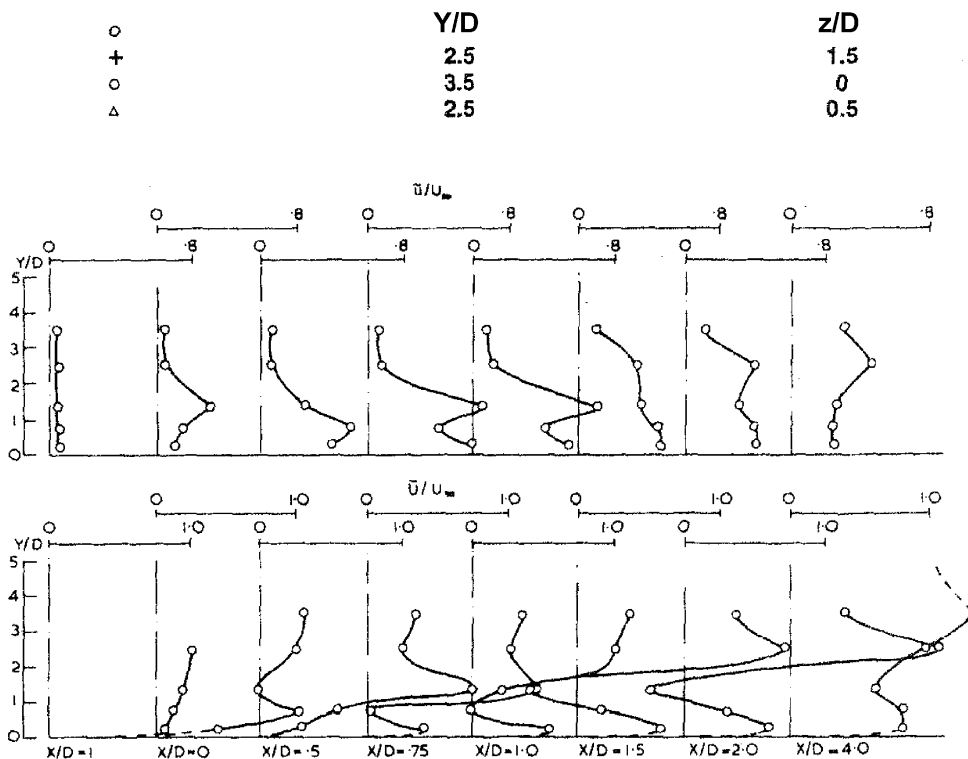 Y/D z/D
o
+ 2.5 1.5
o 3.5 0
△ 2.5 0.5
ũ/U∞
0 .8 0 .8 0 .8 0 .8
0 .8 0 .8 0 .8 0 .8
Y/D
5
4
3
2
1
0
Ū/U∞
0 1.0 0 1.0 0 1.0 0 1.0
0 1.0 0 1.0 0 1.0 0 1.0
Y/D
5
4
3
2
1
0
X/D=1 X/D=0 X/D=.5 X/D=.75 X/D=1.0 X/D=1.5 X/D=2.0 X/D=4.0